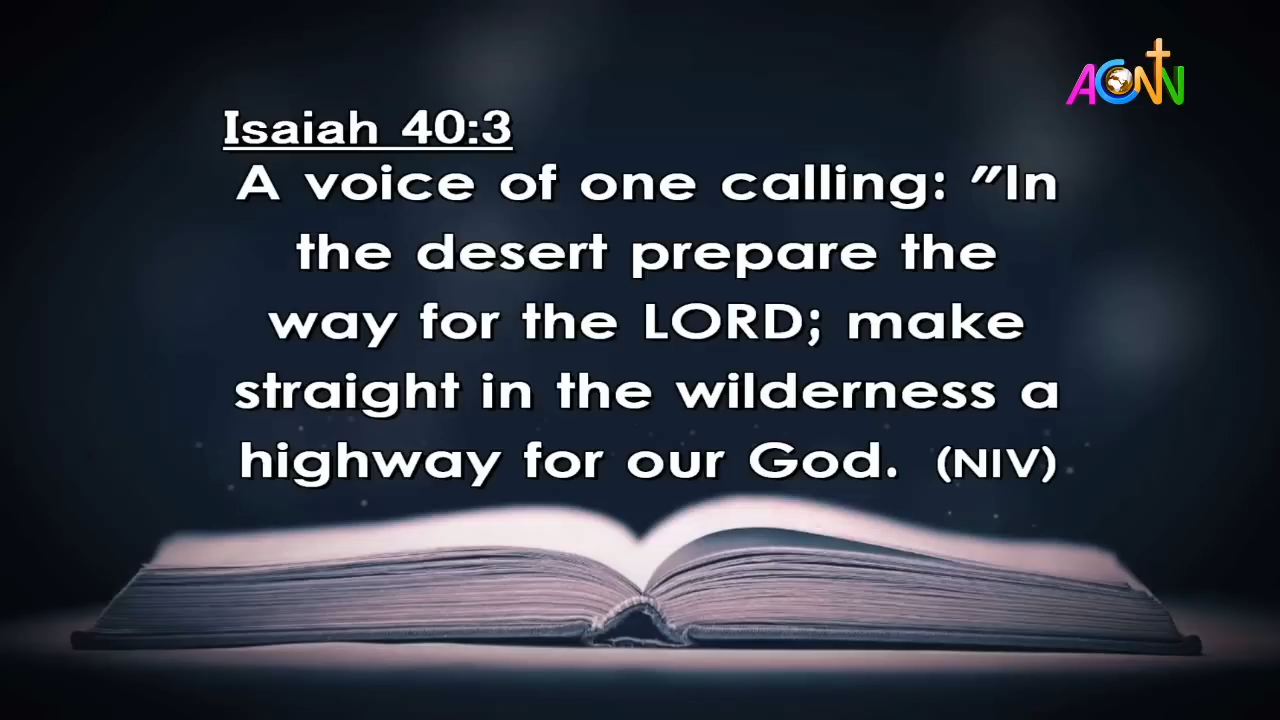 ACNN
Isaiah 40:3
A voice of one calling: "In
the desert prepare the
way for the LORD; make
straight in the wilderness a
highway for our God. (NIV)